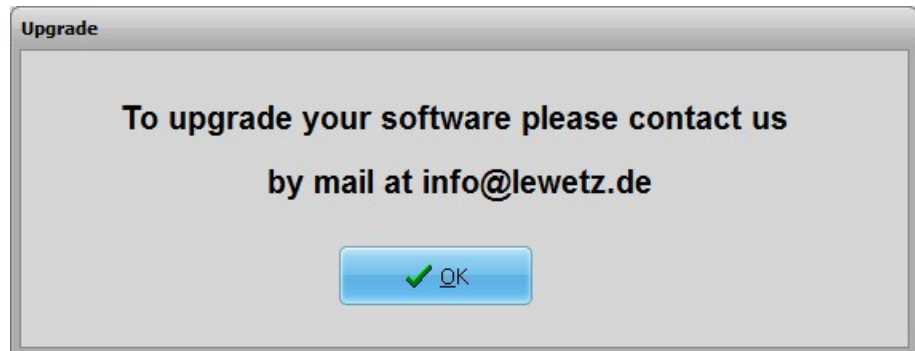 Upgrade
To upgrade your software please contact us
by mail at info@lewetz.de
OK